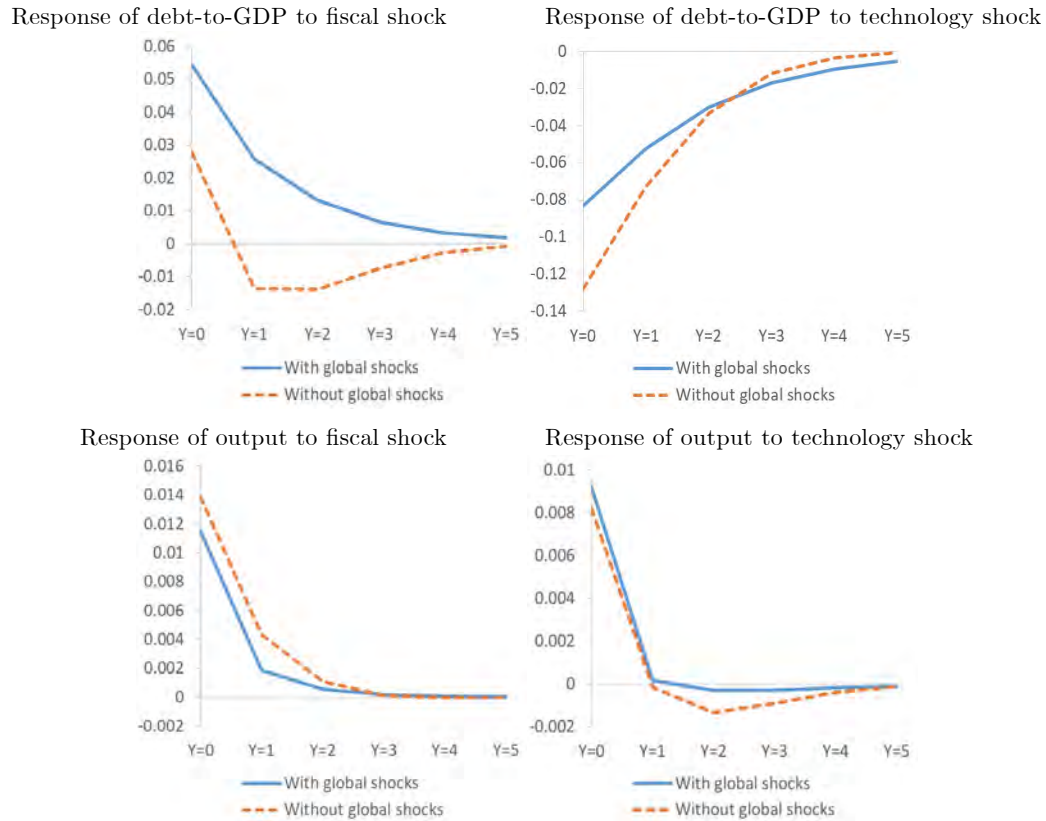 Response of debt-to-GDP to fiscal shock
0.06
0.05
0.04
0.03
0.02
0.01
0
-0.01
-0.02
Y=0 Y=1 Y=2 Y=3 Y=4 Y=5
With global shocks
Without global shocks
Response of debt-to-GDP to technology shock
0
-0.02
-0.04
-0.06
-0.08
-0.1
-0.12
-0.14
Y=0 Y=1 Y=2 Y=3 Y=4 Y=5
With global shocks
Without global shocks
Response of output to fiscal shock
0.016
0.014
0.012
0.01
0.008
0.006
0.004
0.002
0
-0.002
Y=0 Y=1 Y=2 Y=3 Y=4 Y=5
With global shocks
Without global shocks
Response of output to technology shock
0.01
0.008
0.006
0.004
0.002
0
-0.002
Y=0 Y=1 Y=2 Y=3 Y=4 Y=5
With global shocks
Without global shocks